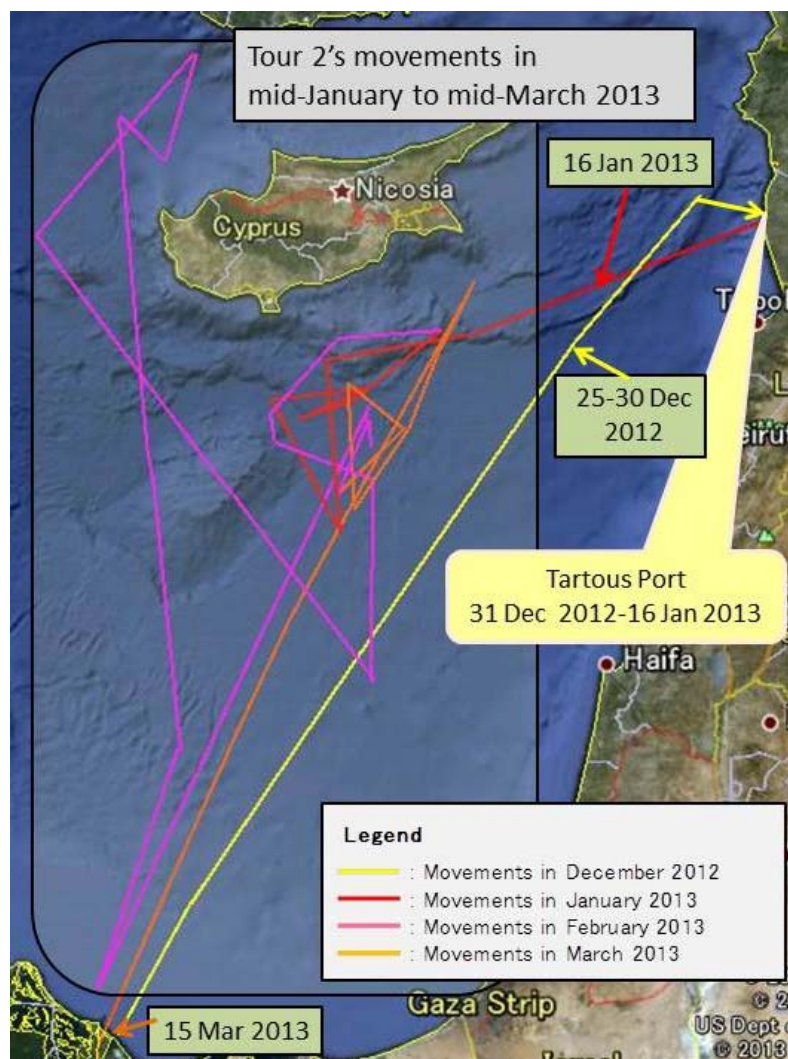 Tour 2's movements in
mid-January to mid-March 2013
16 Jan 2013
Nicosia
Cyprus
25-30 Dec
2012
Tartous Port
31 Dec 2012-16 Jan 2013
Haifa
Legend
: Movements in December 2012
: Movements in January 2013
: Movements in February 2013
: Movements in March 2013
Gaza Strip
15 Mar 2013
US Dept
© 2013